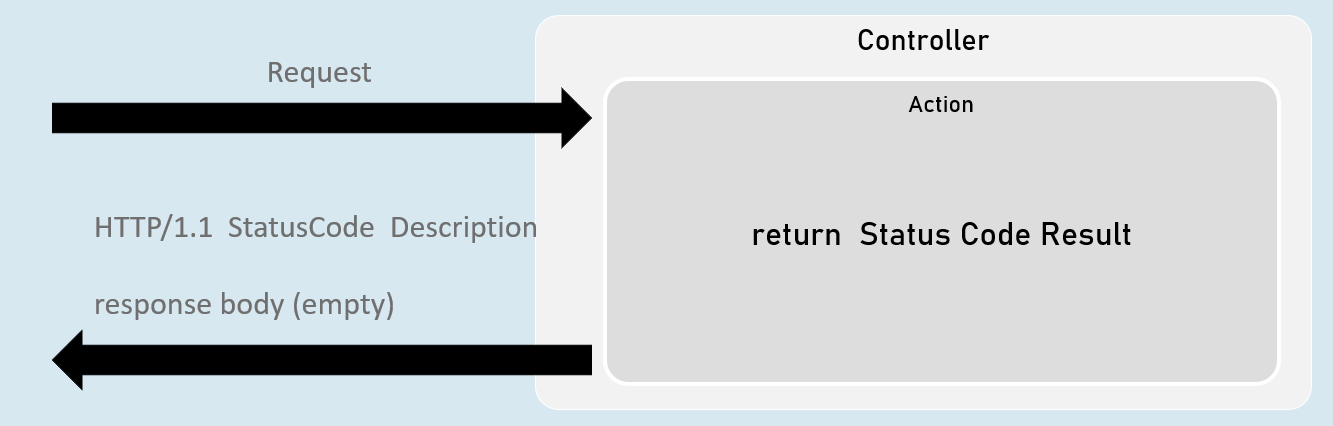 Controller
Request
Action
HTTP/1.1 StatusCode Description
return Status Code Result
response body (empty)